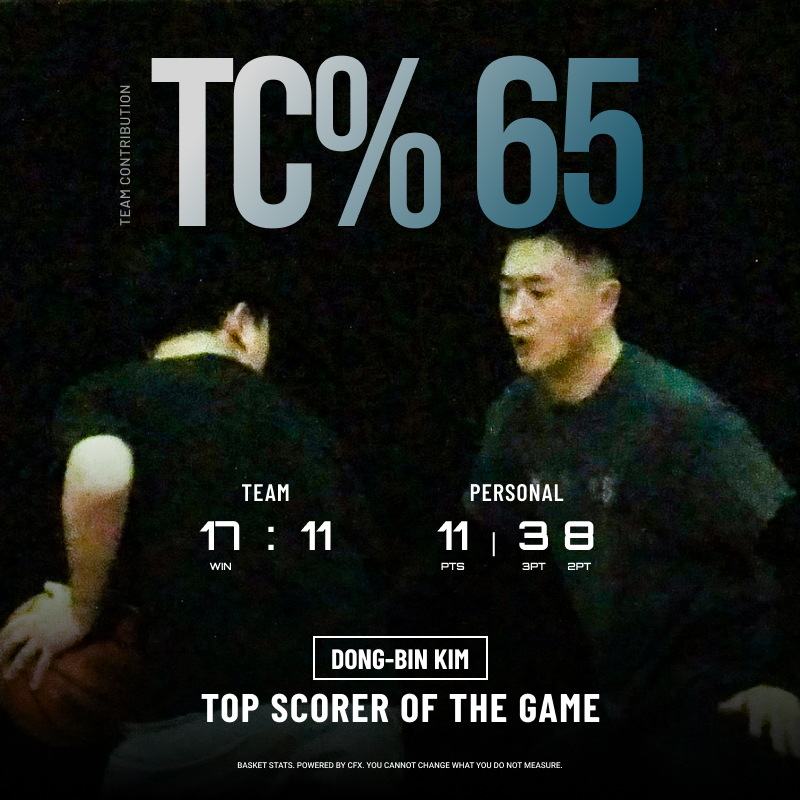 TEAM CONTRIBUTION
TC% 65
TEAM
17 : 11
WIN
PERSONAL
11 | 3 8
PTS 3PT 2PT
DONG-BIN KIM
TOP SCORER OF THE GAME
BASKET STATS. POWERED BY CFX. YOU CANNOT CHANGE WHAT YOU DO NOT MEASURE.